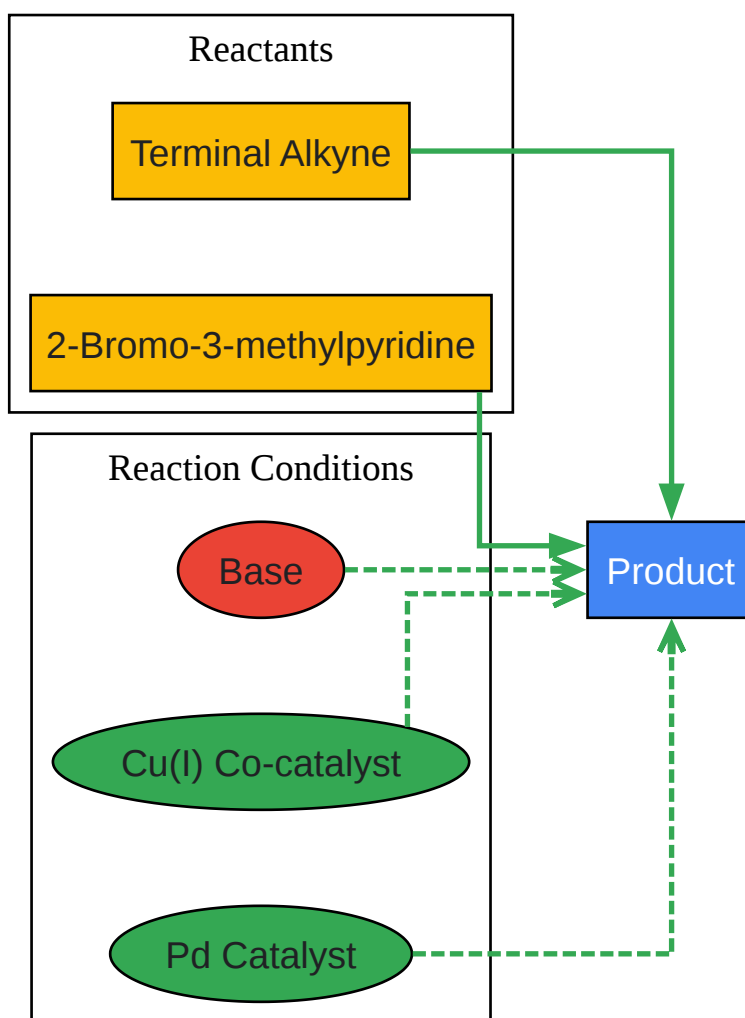 Reactants
Terminal Alkyne
2-Bromo-3-methylpyridine
Reaction Conditions
Base
Product
Cu(I) Co-catalyst
Pd Catalyst